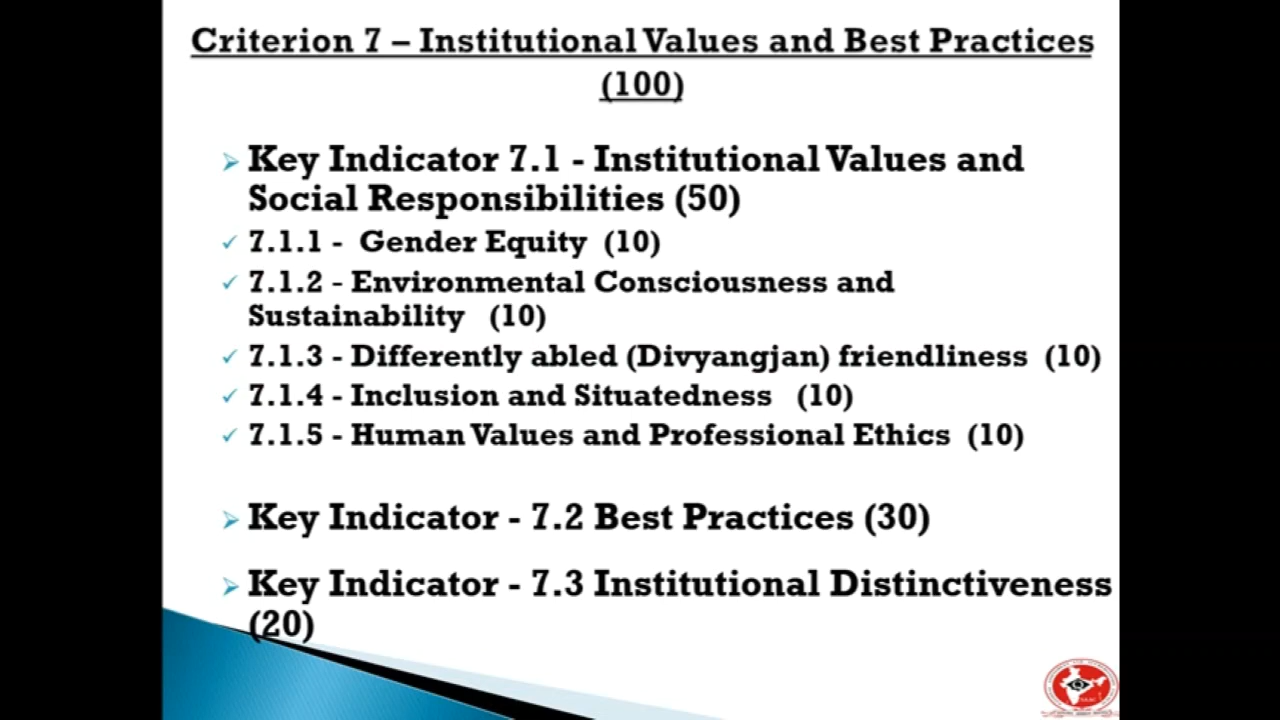 Criterion 7 – Institutional Values and Best Practices
(100)
Key Indicator 7.1 - Institutional Values and
Social Responsibilities (50)
7.1.1 - Gender Equity (10)
7.1.2 - Environmental Consciousness and
Sustainability (10)
7.1.3 - Differently abled (Divyangjan) friendliness (10)
7.1.4 - Inclusion and Situatedness (10)
7.1.5 - Human Values and Professional Ethics (10)
Key Indicator - 7.2 Best Practices (30)
Key Indicator - 7.3 Institutional Distinctiveness
(20)